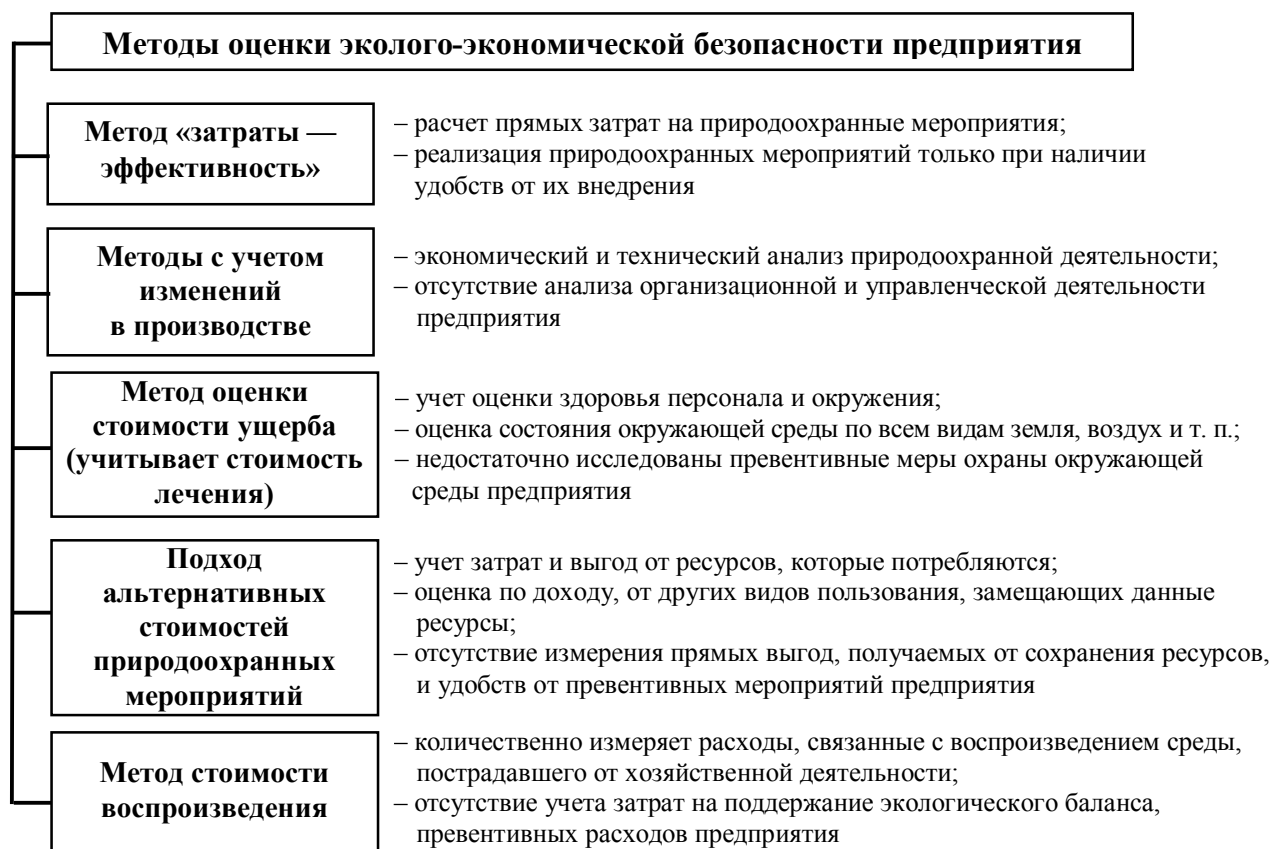 Методы оценки эколого-экономической безопасности предприятия
Метод «затраты —
эффективность»
– расчет прямых затрат на природоохранные мероприятия;
– реализация природоохранных мероприятий только при наличии
удобств от их внедрения
Методы с учетом
изменений
в производстве
– экономический и технический анализ природоохранной деятельности;
– отсутствие анализа организационной и управленческой деятельности
предприятия
Метод оценки
стоимости ущерба
(учитывает стоимость
лечения)
– учет оценки здоровья персонала и окружения;
– оценка состояния окружающей среды по всем видам земля, воздух и т. п.;
– недостаточно исследованы превентивные меры охраны окружающей
среды предприятия
Подход
альтернативных
стоимостей
природоохранных
мероприятий
– учет затрат и выгод от ресурсов, которые потребляются;
– оценка по доходу, от других видов пользования, замещающих данные
ресурсы;
– отсутствие измерения прямых выгод, получаемых от сохранения ресурсов,
и удобств от превентивных мероприятий предприятия
Метод стоимости
воспроизведения
– количественно измеряет расходы, связанные с воспроизведением среды,
пострадавшего от хозяйственной деятельности;
– отсутствие учета затрат на поддержание экологического баланса,
превентивных расходов предприятия